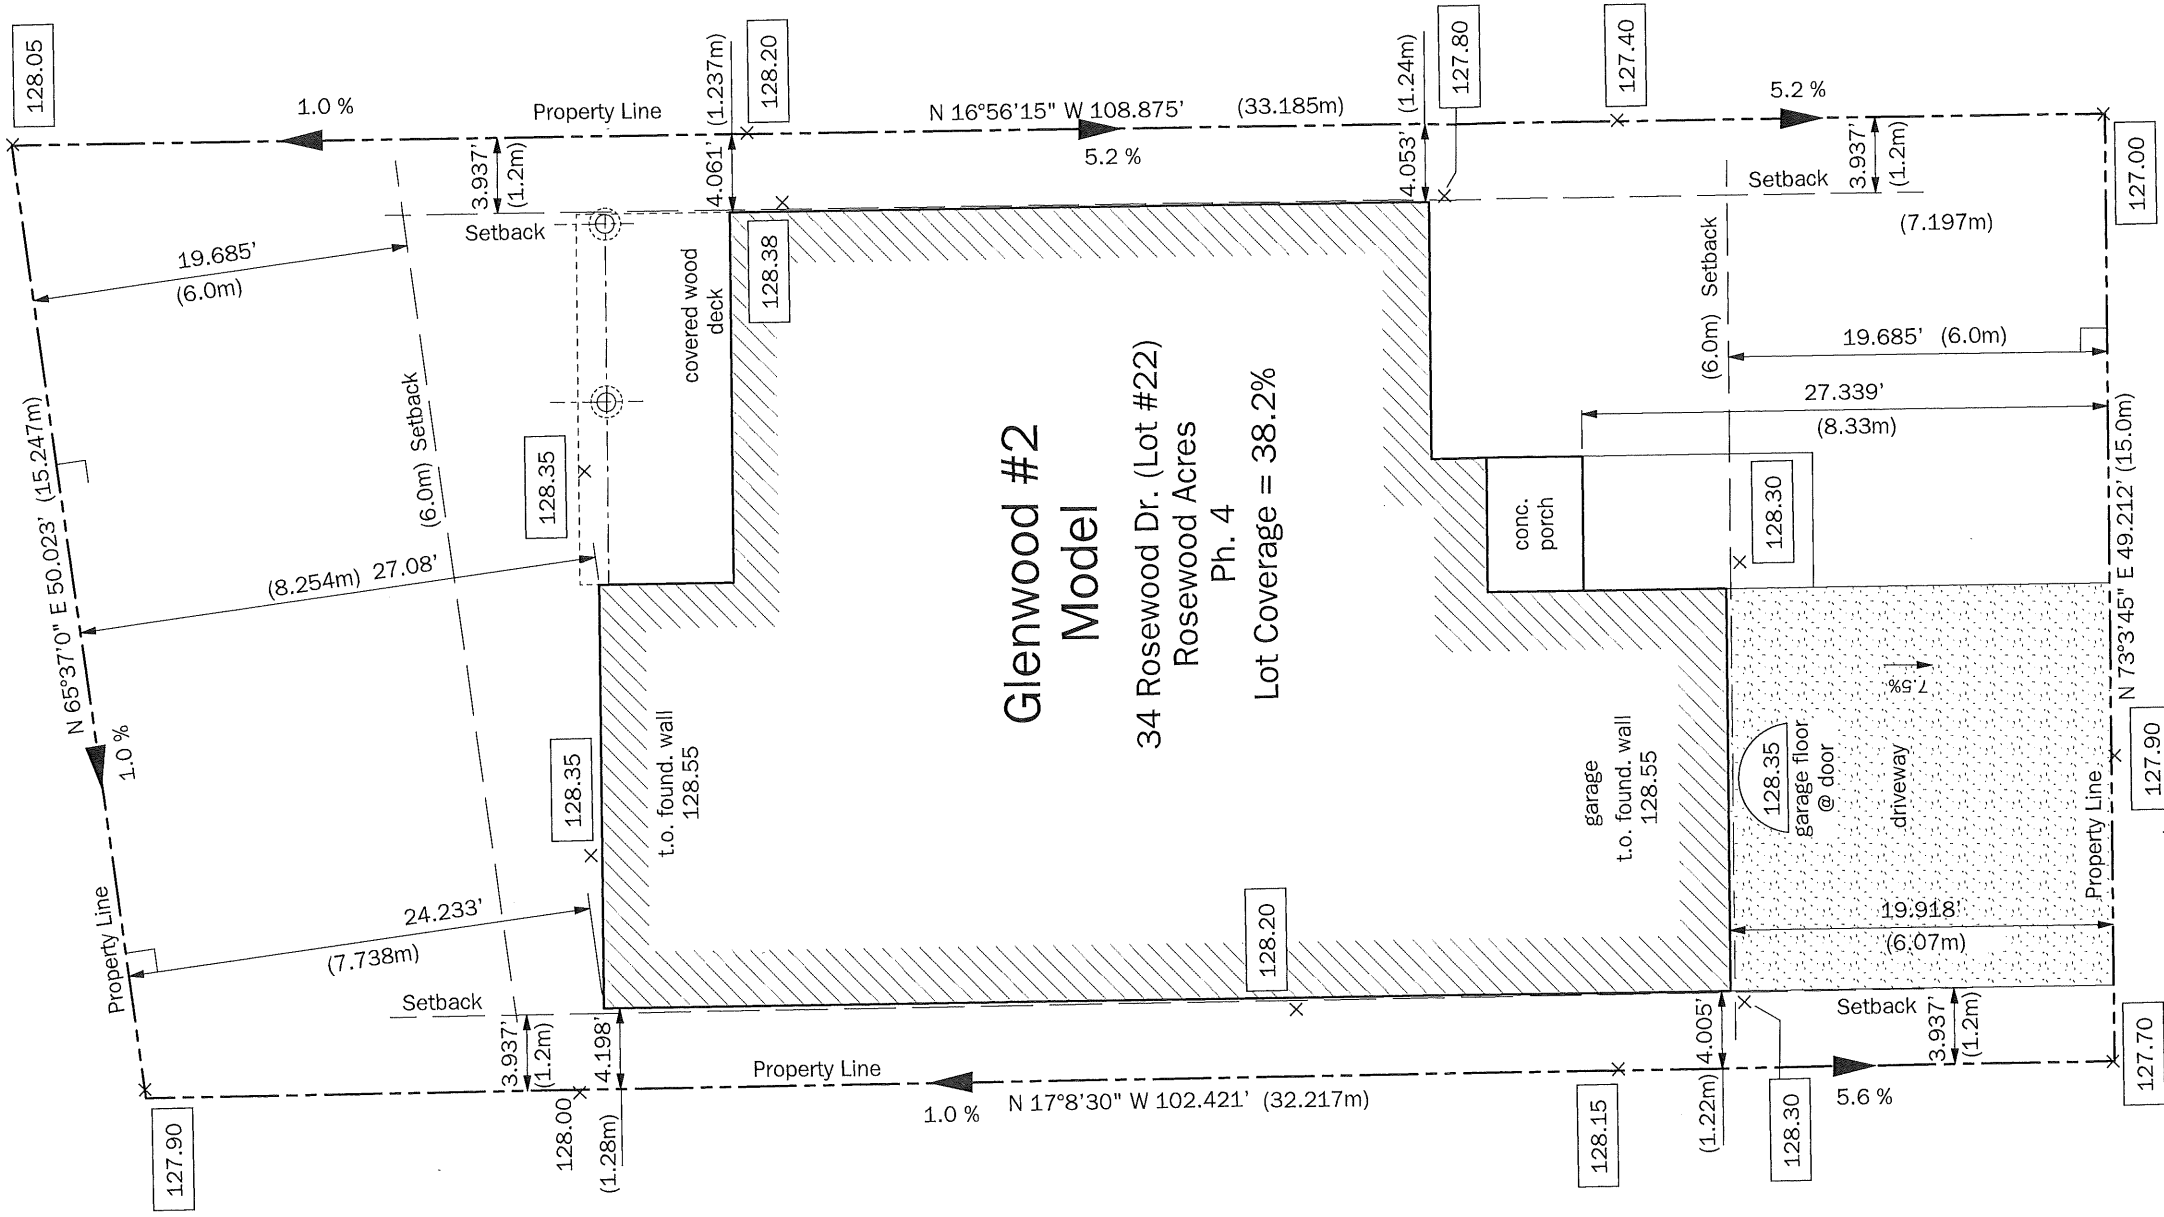 128.05
1.0 %
Property Line
(1.237m)
128.20
N 16°56'15" W 108.875' (33.185m)
5.2 %
(1.24m)
127.80
127.40
5.2 %
127.00
3.937'
(1.2m)
4.061'
4.053'
Setback
3.937'
(1.2m)
(7.197m)
19.685'
(6.0m)
Setback
covered wood
deck
128.38
(6.0m) Setback
19.685' (6.0m)
27.339'
(8.33m)
N 65°37'0" E 50.023' (15.247m)
1.0 %
Property Line
(6.0m) Setback
(8.254m) 27.08'
128.35
128.35
24.233'
(7.738m)
t.o. found. wall
128.55
Glenwood #2
Model
34 Rosewood Dr. (Lot #22)
Rosewood Acres
Ph. 4
Lot Coverage = 38.2%
conc.
porch
128.30
garage
t.o. found. wall
128.55
128.35
garage floor
@ door
driveway
7.5%
19.918'
(6.07m)
N 73°3'45" E 49.212' (15.0m)
127.90
Property Line
128.20
Setback
3.937'
(1.2m)
4.198'
(1.28m)
128.00
127.90
Property Line
1.0 %
N 17°8'30" W 102.421' (32.217m)
128.15
4.005'
(1.22m)
128.30
Setback
3.937'
(1.2m)
5.6 %
127.70